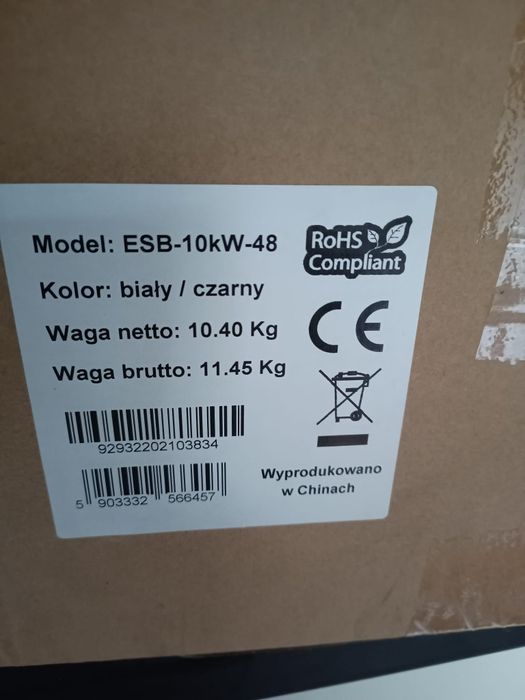 Model: ESB-10kW-48
RoHS
Compliant
Kolor: biały / czarny
CE
Waga netto: 10.40 Kg
Waga brutto: 11.45 Kg
92932202103834
5 903332 566457
Wyprodukowano
w Chinach